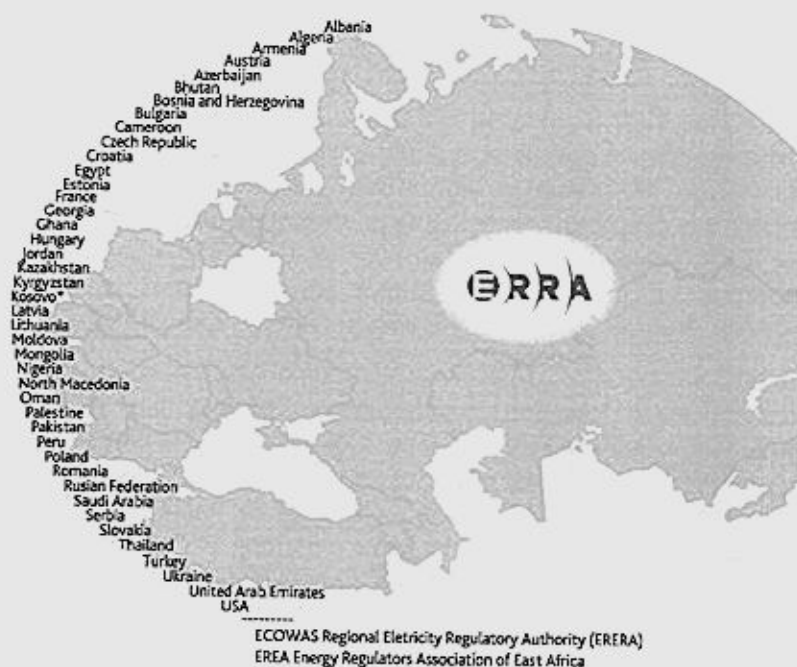 Albania
Algeria
Armenia
Austria
Azerbaijan
Bhutan
Bosnia and Herzegovina
Bulgaria
Cameroon
Czech Republic
Croatia
Egypt
Estonia
France
Georgia
Ghana
Hungary
Jordan
Kazakhstan
Kyrgyzstan
Kosovo*
Latvia
Lithuania
Moldova
Mongolia
Nigeria
North Macedonia
Oman
Palestine
Pakistan
Peru
Poland
Romania
Rusian Federation
Saudi Arabia
Serbia
Slovakia
Thailand
Turkey
Ukraine
United Arab Emirates
USA
ERRA
---------
ECOWAS Regional Eletricity Regulatory Authority (ERERA)
EREA Energy Regulators Association of East Africa